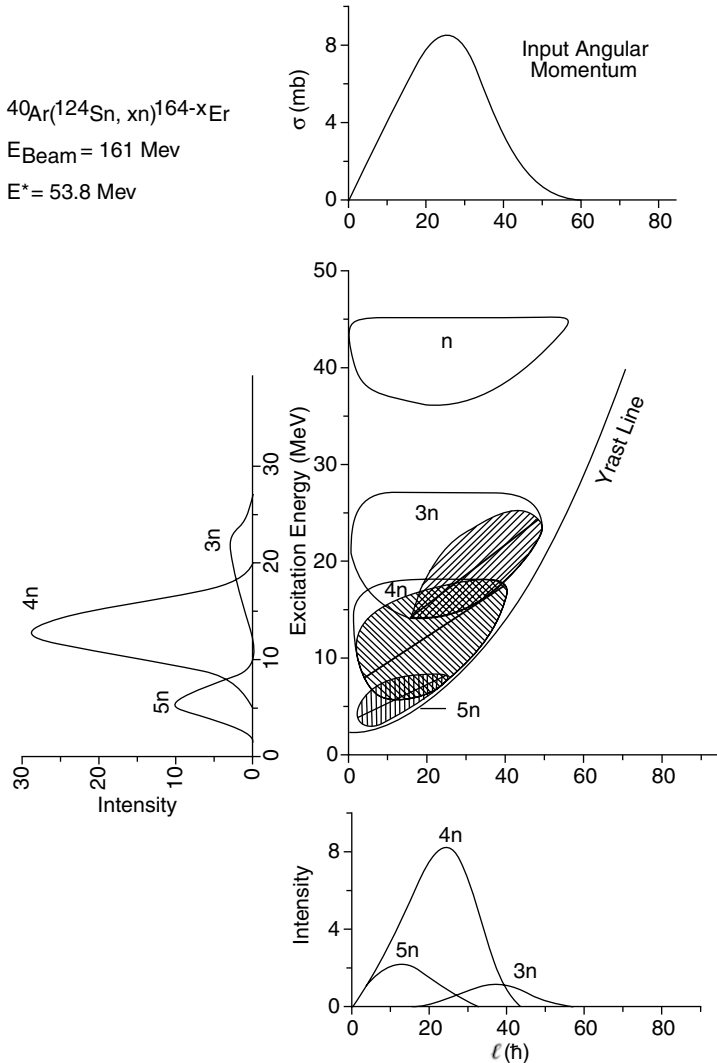 Input Angular
Momentum
σ (mb)
8
4
0
0 20 40 60 80
⁴⁰Ar(¹²⁴Sn, xn)¹⁶⁴⁻ˣEr
E_Beam = 161 Mev
E* = 53.8 Mev
50
40
30
20
10
0
Excitation Energy (MeV)
n
3n
4n
5n
Yrast Line
0 20 40 60 80
30
20
10
0
3n
4n
5n
30 20 10 0
Intensity
8
4
0
Intensity
4n
5n
3n
0 20 40 60 80
ℓ(ħ)